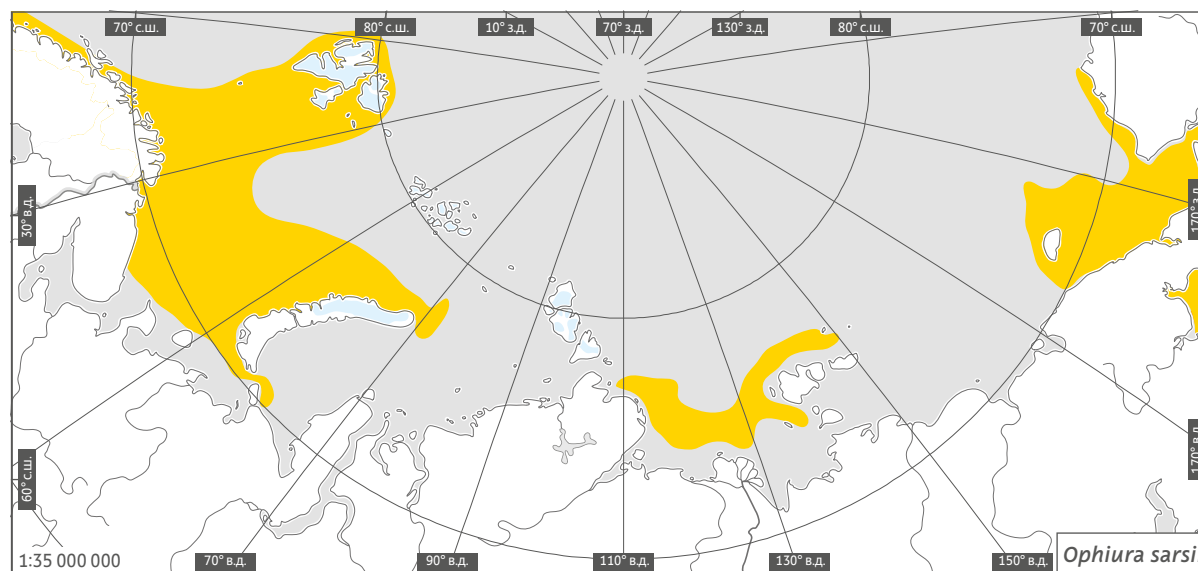 70° с.ш.
80° с.ш.
10° з.д.
70° з.д.
130° з.д.
80° с.ш.
70° с.ш.
30° в.д.
170° з.д.
60° с.ш.
170° в.д.
1:35 000 000
70° в.д.
90° в.д.
110° в.д.
130° в.д.
150° в.д.
Ophiura sarsi